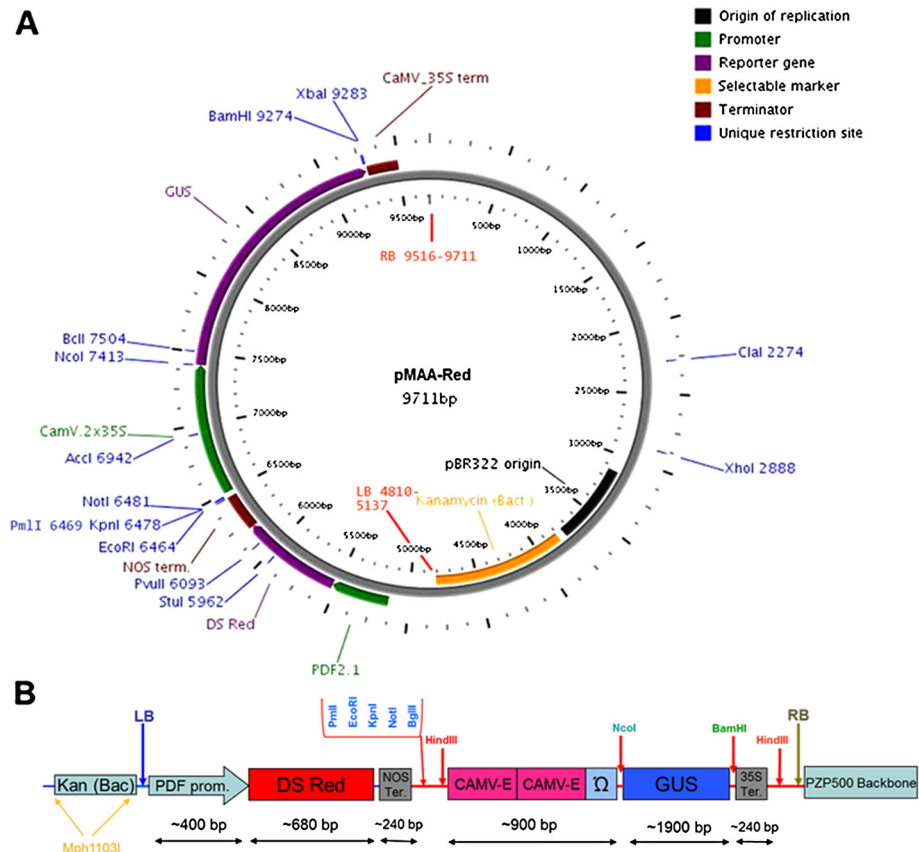 A
Origin of replication
Promoter
Reporter gene
Selectable marker
Terminator
Unique restriction site
CaMV_35S term
XbaI 9283
BamHI 9274
GUS
9500bp
500bp
9000bp
1000bp
RB 9516-9711
8500bp
1500bp
8000bp
BclI 7504
NcoI 7413
2000bp
ClaI 2274
7500bp
pMAA-Red
9711bp
2500bp
7000bp
CamV.2x35S
AccI 6942
1000bp
pBR322 origin
XhoI 2888
6500bp
LB 4810-
5137
Kanamycin (Bact.)
3500bp
NotI 6481
PmlI 6469 KpnI 6478
EcoRI 6464
6000bp
4000bp
5500bp
5000bp
4500bp
NOS term.
PvuII 6093
StuI 5962
DS Red
PDF2.1
B
LB
PmlI
EcoRI
KpnI
NotI
BglII
HindIII
NcoI
BamHI
HindIII
RB
Kan (Bac)
PDF prom.
DS Red
NOS
Ter.
CAMV-E
CAMV-E
Ω
GUS
35S
Ter.
PZP500 Backbone
Mph1103I
~400 bp
~680 bp
~240 bp
~900 bp
~1900 bp
~240 bp